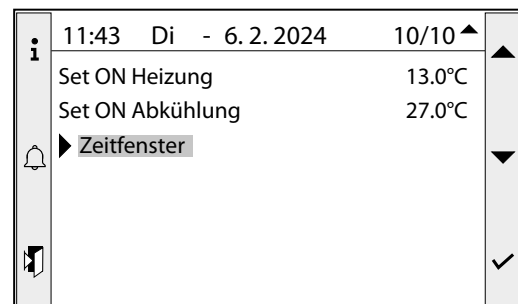 11:43 Di - 6. 2. 2024 10/10
Set ON Heizung 13.0°C
Set ON Abkühlung 27.0°C
Zeitfenster